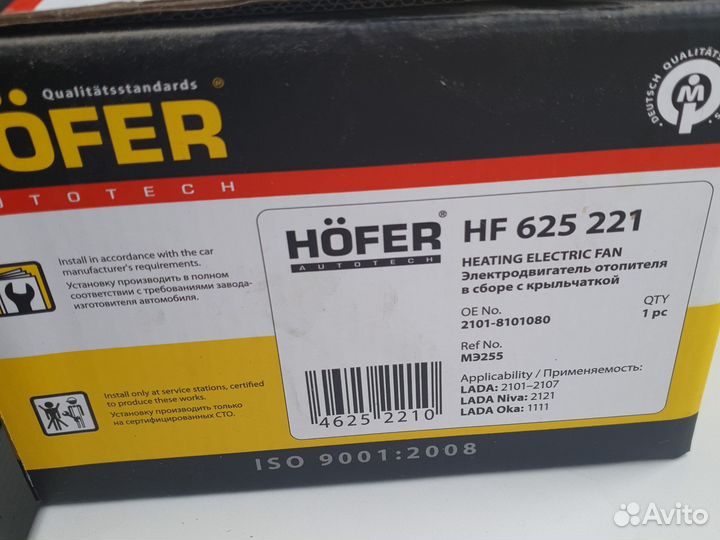 Qualitätsstandards ®
ÖFER
UTOTECH
DEUTSCH QUALITÄTS
M
Install in accordance with the car
manufacturer's requirements.
Установку производить в полном
соответствии с требованиями завода-
изготовителя автомобиля.
Install only at service stations, certified
to produce these works.
Установку производить только
на сертифицированных СТО.
HÖFER ®
AUTOTECH
HF 625 221
HEATING ELECTRIC FAN
Электродвигатель отопителя
в сборе с крыльчаткой
OE No.
2101-8101080
QTY
1 pc
Ref No.
МЭ255
Applicability / Применяемость:
LADA: 2101–2107
LADA Niva: 2121
LADA Oka: 1111
4625 2210
ISO 9001:2008
Avito